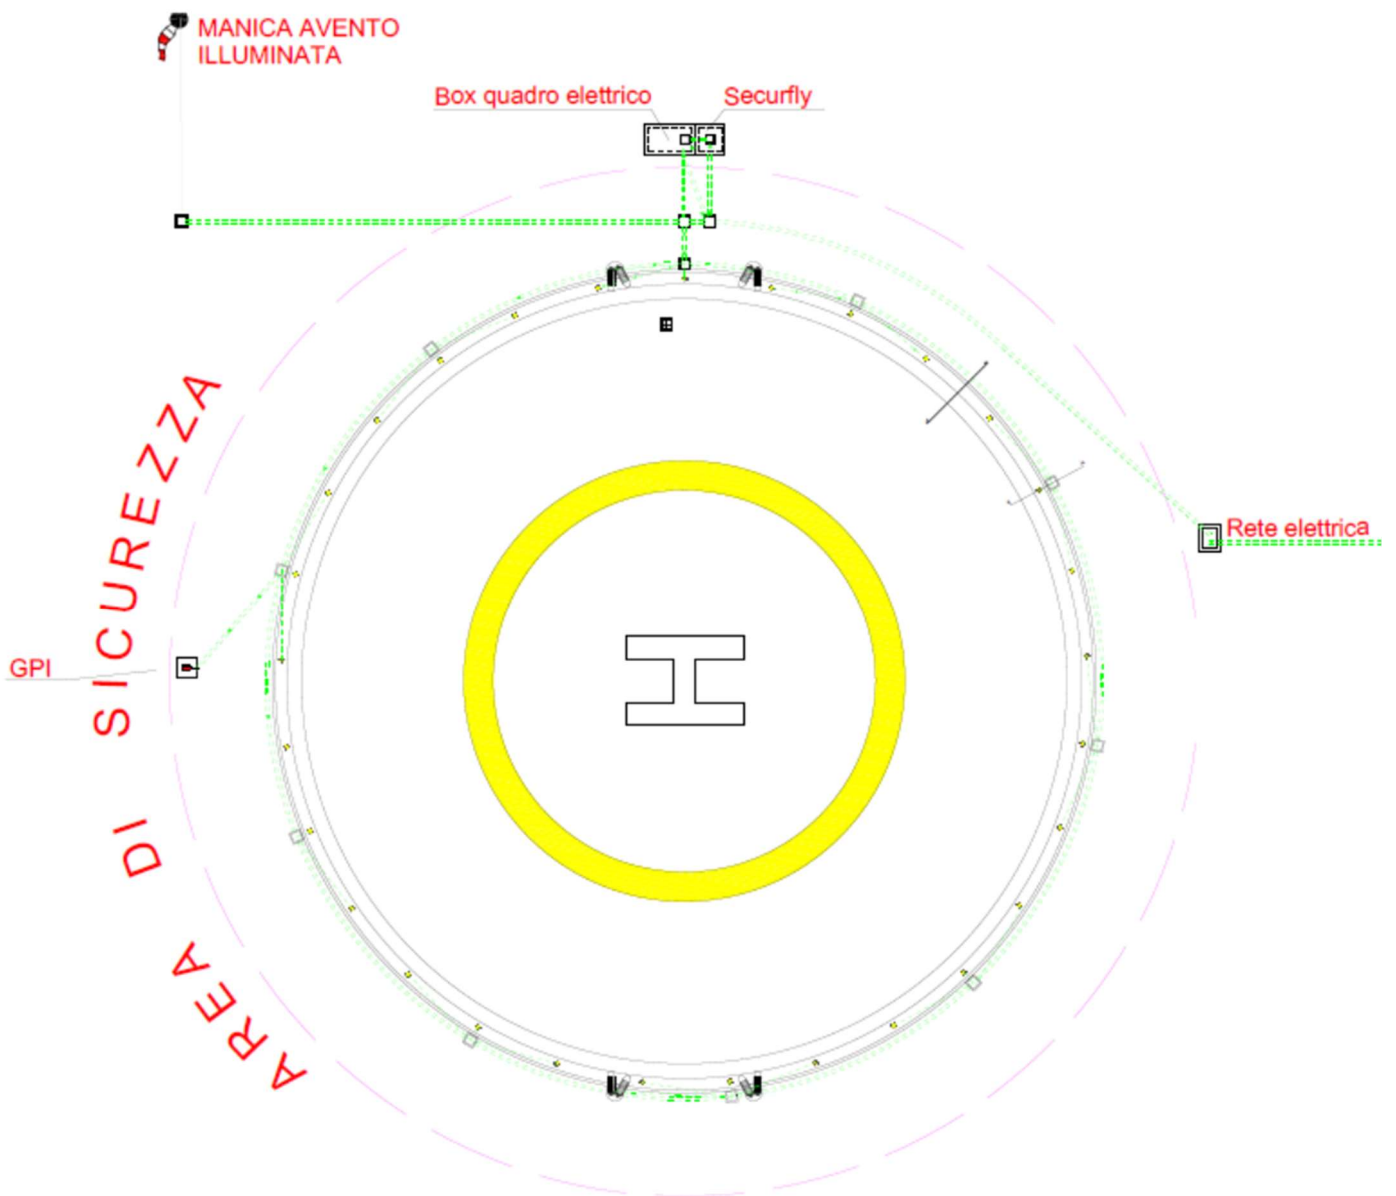 MANICA AVENTO
ILLUMINATA
Box quadro elettrico
Securfly
AREA DI SICUREZZA
Rete elettrica
GPI
H